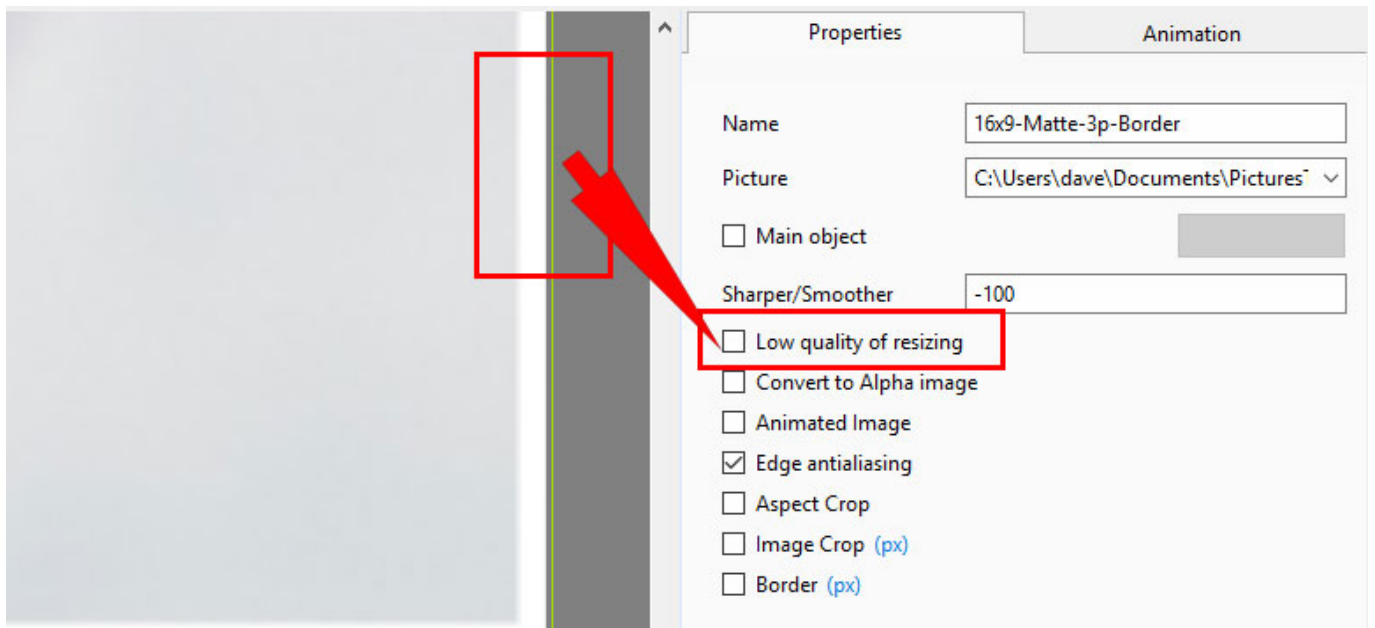 Properties
Animation
Name
16x9-Matte-3p-Border
Picture
C:\Users\dave\Documents\Pictures
Main object
Sharper/Smoother
-100
Low quality of resizing
Convert to Alpha image
Animated Image
Edge antialiasing
Aspect Crop
Image Crop (px)
Border (px)